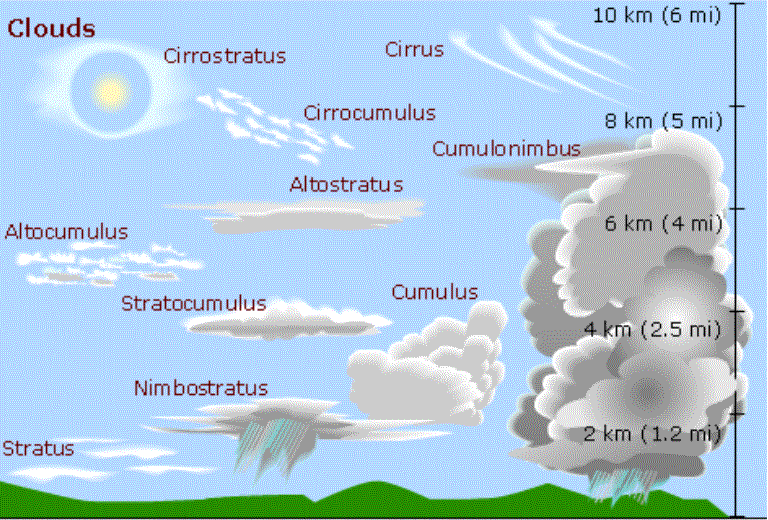 Clouds
10 km (6 mi)
Cirrostratus
Cirrus
Cirrocumulus
8 km (5 mi)
Cumulonimbus
Altostratus
6 km (4 mi)
Altocumulus
Stratocumulus
Cumulus
4 km (2.5 mi)
Nimbostratus
2 km (1.2 mi)
Stratus